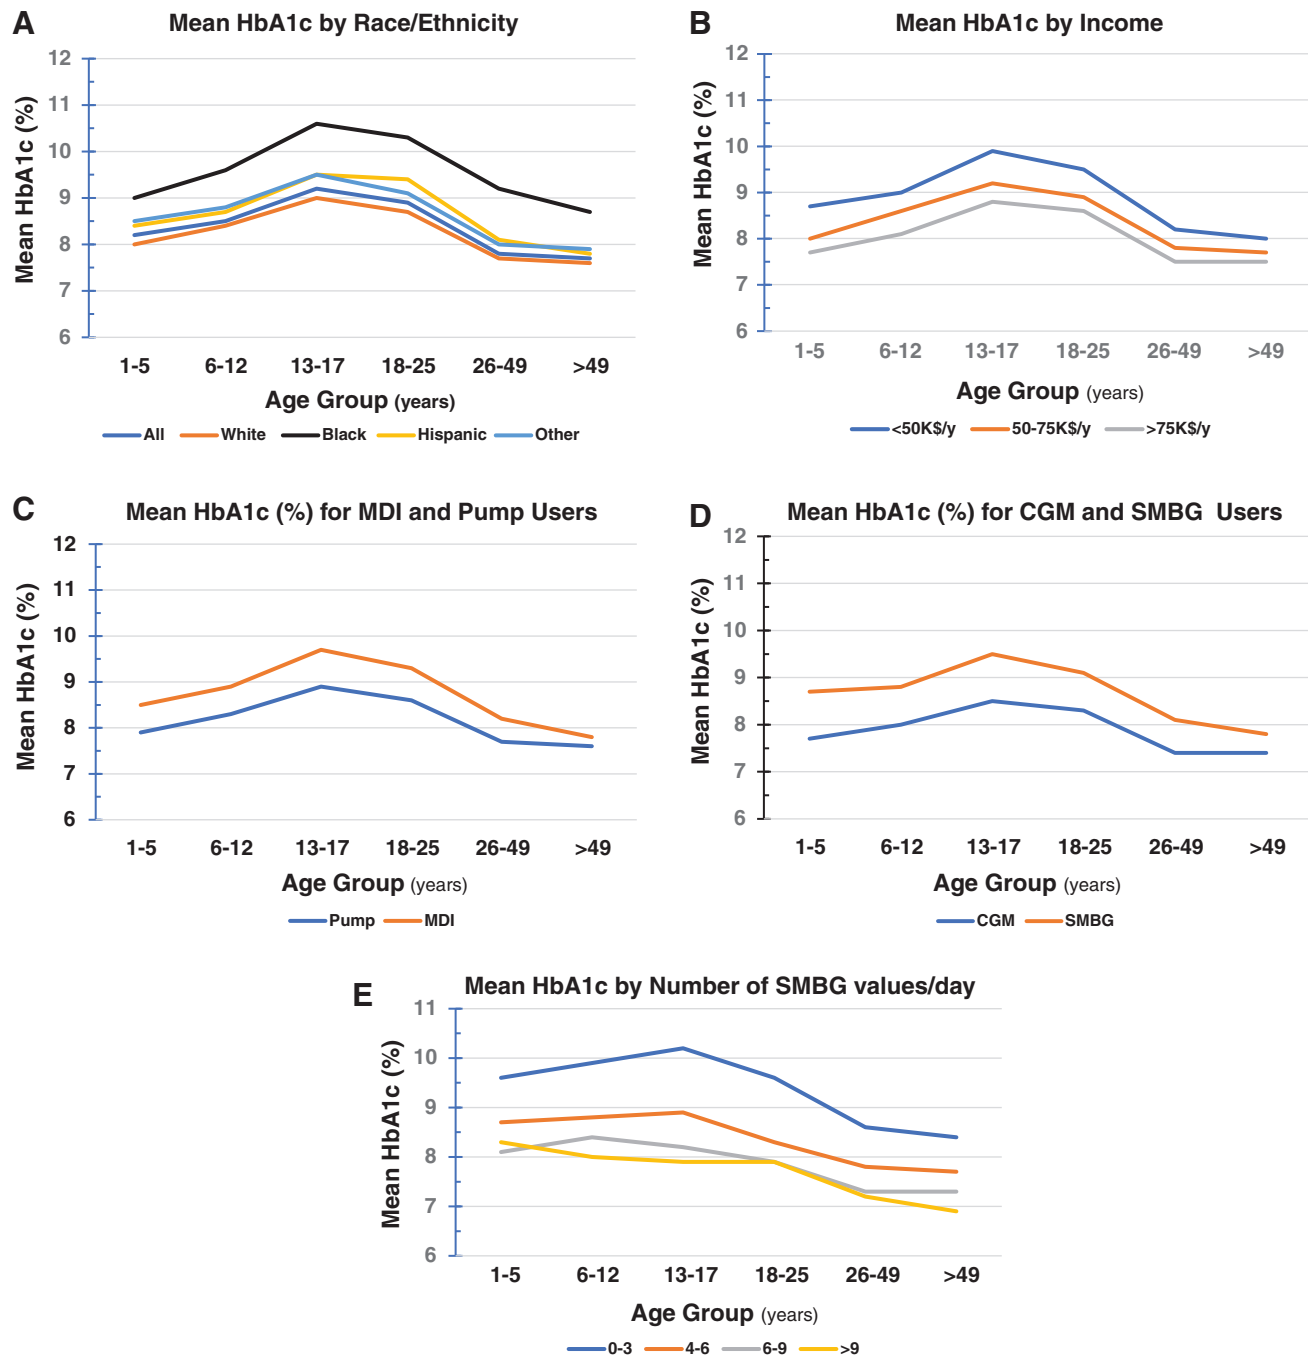 A
Mean HbA1c by Race/Ethnicity
Mean HbA1c (%)
12
11
10
9
8
7
6
1-5 6-12 13-17 18-25 26-49 >49
Age Group (years)
All White Black Hispanic Other
B
Mean HbA1c by Income
Mean HbA1c (%)
12
11
10
9
8
7
6
1-5 6-12 13-17 18-25 26-49 >49
Age Group (years)
<50K$/y 50-75K$/y >75K$/y
C
Mean HbA1c (%) for MDI and Pump Users
Mean HbA1c (%)
12
11
10
9
8
7
6
1-5 6-12 13-17 18-25 26-49 >49
Age Group (years)
Pump MDI
D
Mean HbA1c (%) for CGM and SMBG Users
Mean HbA1c (%)
12
11
10
9
8
7
6
1-5 6-12 13-17 18-25 26-49 >49
Age Group (years)
CGM SMBG
E
Mean HbA1c by Number of SMBG values/day
Mean HbA1c (%)
11
10
9
8
7
6
1-5 6-12 13-17 18-25 26-49 >49
Age Group (years)
0-3 4-6 6-9 >9